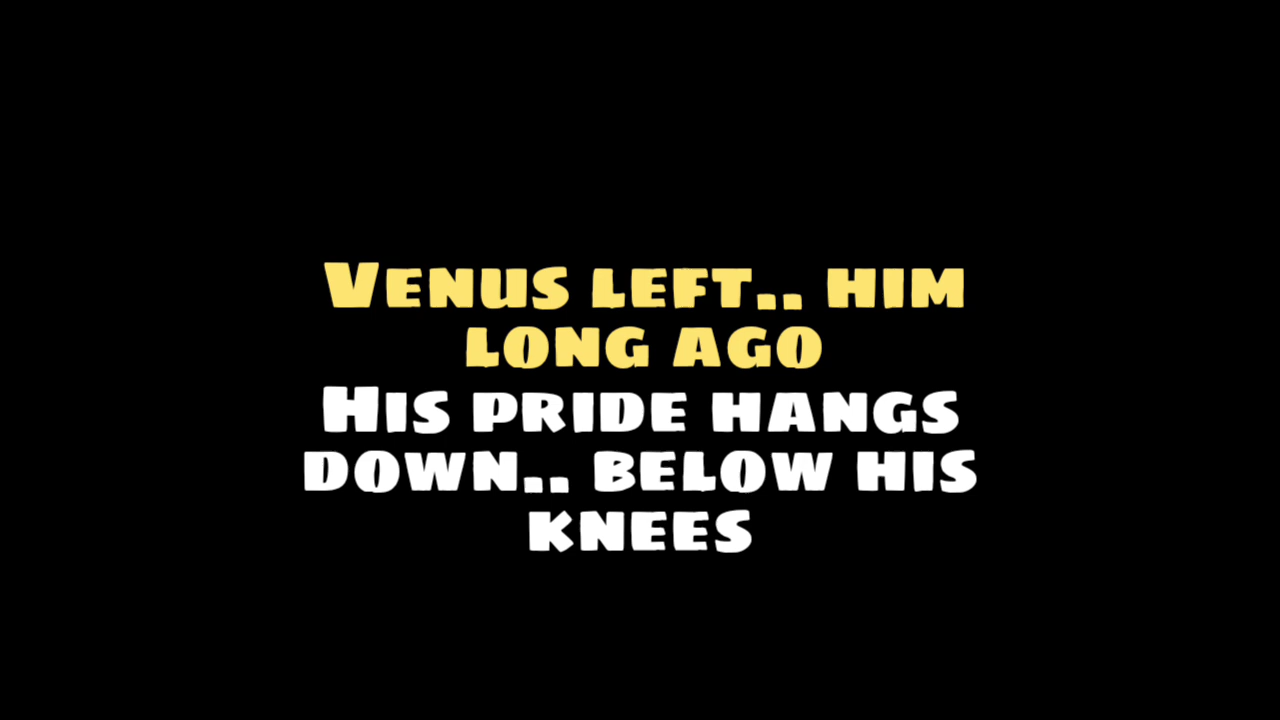 Venus left.. him
long ago
His pride hangs
down.. below his
knees